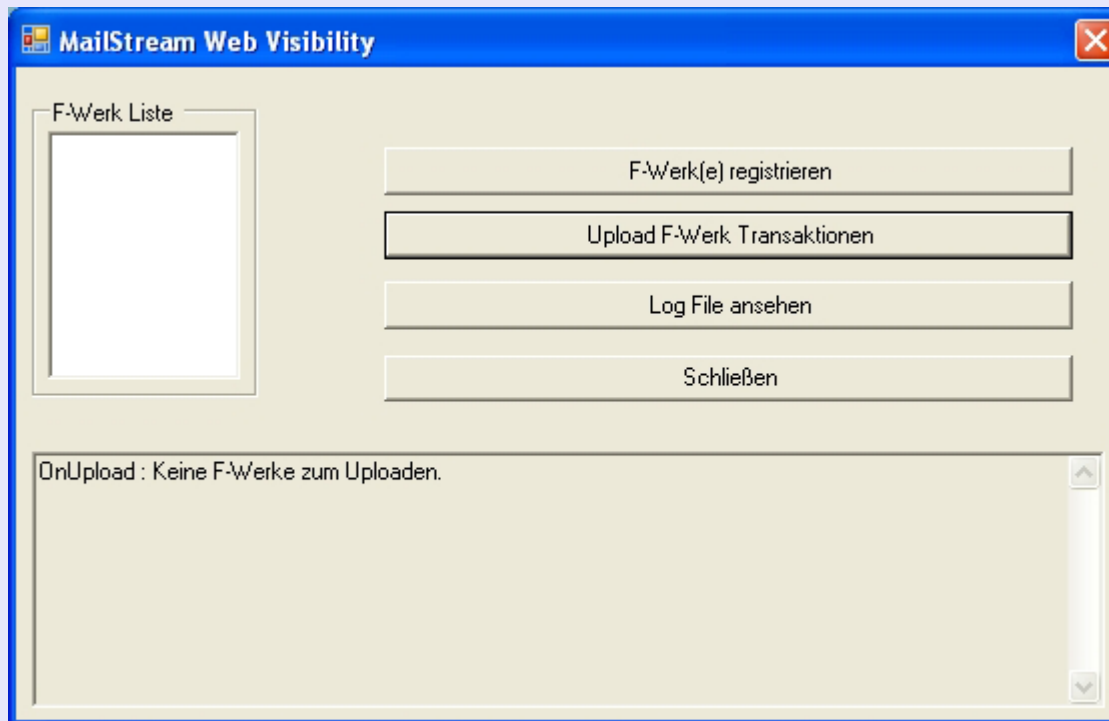 MailStream Web Visibility
F-Werk Liste
F-Werk(e) registrieren
Upload F-Werk Transaktionen
Log File ansehen
Schließen
OnUpload : Keine F-Werke zum Uploaden.